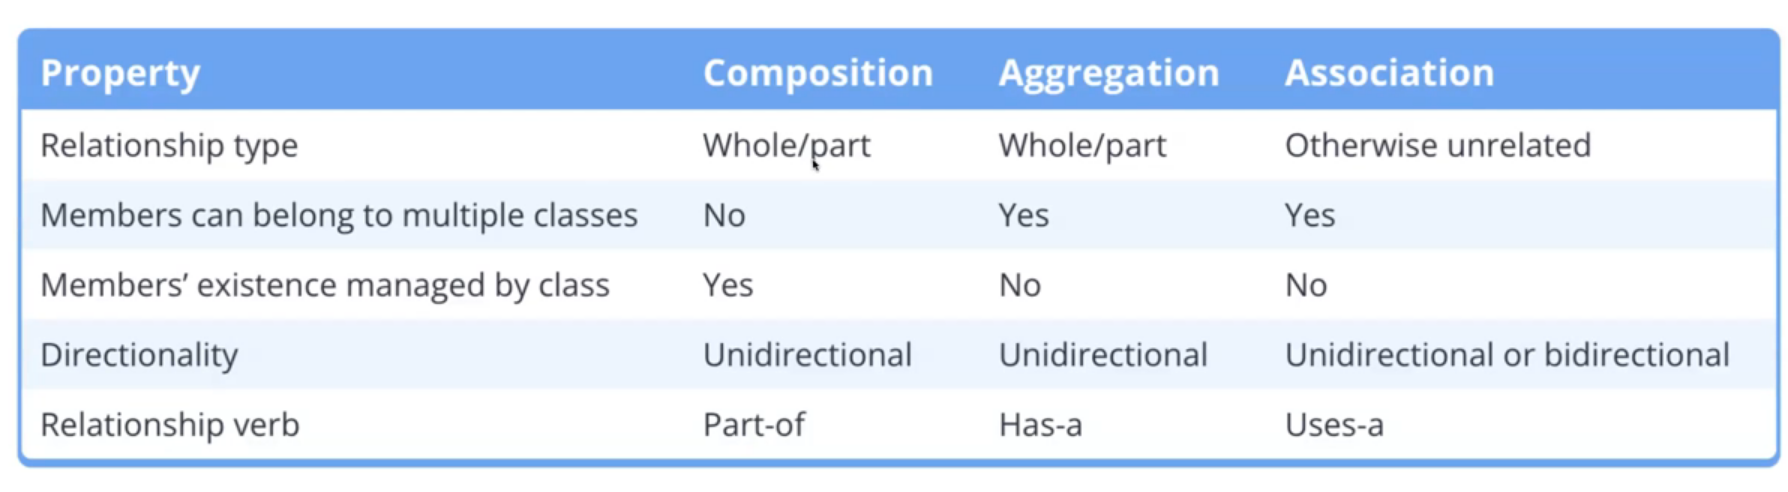 Property Composition Aggregation Association
Relationship type Whole/part Whole/part Otherwise unrelated
Members can belong to multiple classes No Yes Yes
Members’ existence managed by class Yes No No
Directionality Unidirectional Unidirectional Unidirectional or bidirectional
Relationship verb Part-of Has-a Uses-a